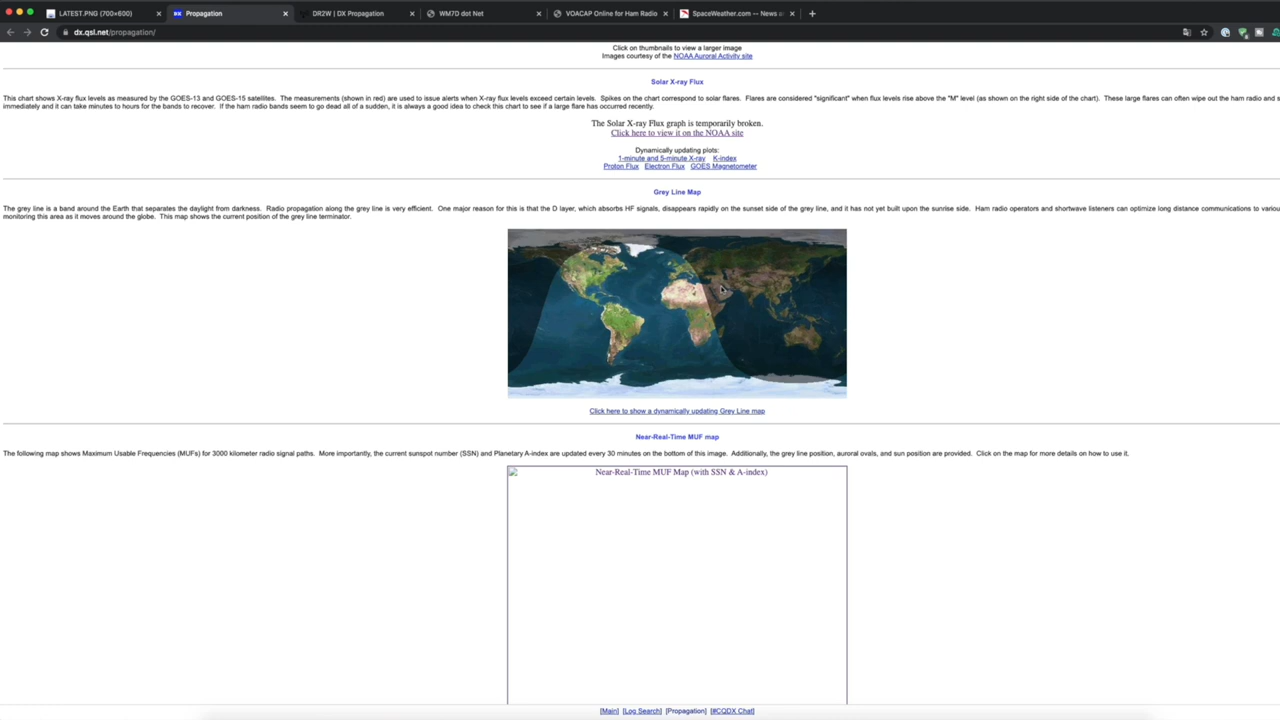 LATEST.PNG (700×600)
Propagation
DR2W | DX Propagation
WM7D dot Net
VOACAP Online for Ham Radio
SpaceWeather.com -- News a
dx.qsl.net/propagation/
Click on thumbnails to view a larger image
Images courtesy of the NOAA Auroral Activity site
Solar X-ray Flux
This chart shows X-ray flux levels as measured by the GOES-13 and GOES-15 satellites. The measurements (shown in red) are used to issue alerts when X-ray flux levels exceed certain levels. Spikes on the chart correspond to solar flares. Flares are considered "significant" when flux levels rise above the "M" level (as shown on the right side of the chart). These large flares can often wipe out the ham radio and s
immediately and it can take minutes to hours for the bands to recover. If the ham radio bands seem to go dead all of a sudden, it is always a good idea to check this chart to see if a large flare has occurred recently.
The Solar X-ray Flux graph is temporarily broken.
Click here to view it on the NOAA site
Dynamically updating plots:
1-minute and 5-minute X-ray K-index
Proton Flux Electron Flux GOES Magnetometer
Grey Line Map
The grey line is a band around the Earth that separates the daylight from darkness. Radio propagation along the grey line is very efficient. One major reason for this is that the D layer, which absorbs HF signals, disappears rapidly on the sunset side of the grey line, and it has not yet built upon the sunrise side. Ham radio operators and shortwave listeners can optimize long distance communications to variou
monitoring this area as it moves around the globe. This map shows the current position of the grey line terminator.
Click here to show a dynamically updating Grey Line map
Near-Real-Time MUF map
The following map shows Maximum Usable Frequencies (MUFs) for 3000 kilometer radio signal paths. More importantly, the current sunspot number (SSN) and Planetary A-index are updated every 30 minutes on the bottom of this image. Additionally, the grey line position, auroral ovals, and sun position are provided. Click on the map for more details on how to use it.
Near-Real-Time MUF Map (with SSN & A-index)
[Main] [Log Search] [Propagation] [#CQDX Chat]